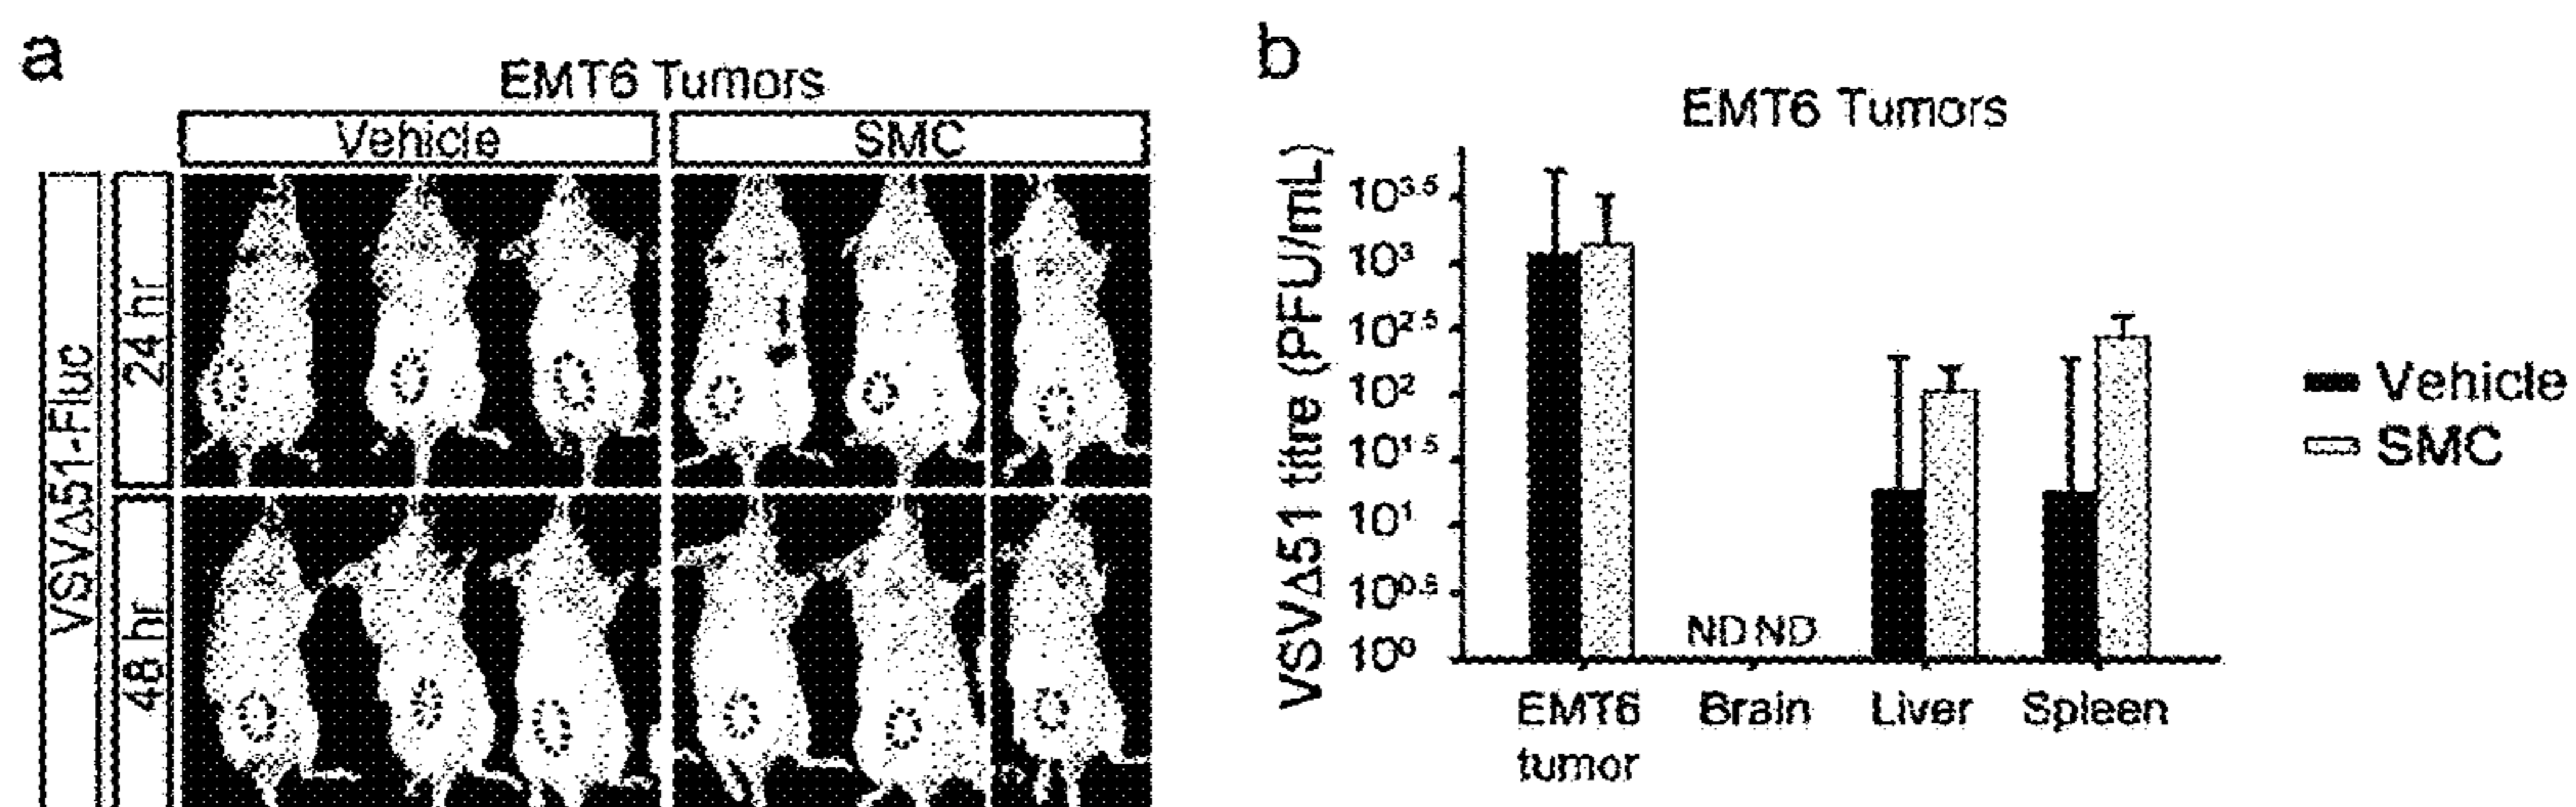 a
EMT6 Tumors
Vehicle
SMC
VSVΔ51-Fluc
24 hr
48 hr
b
EMT6 Tumors
VSVΔ51 titre (PFU/mL)
10^3.5
10^3
10^2.5
10^2
10^1.5
10^1
10^0.5
10^0
ND ND
EMT6 tumor
Brain
Liver
Spleen
Vehicle
SMC